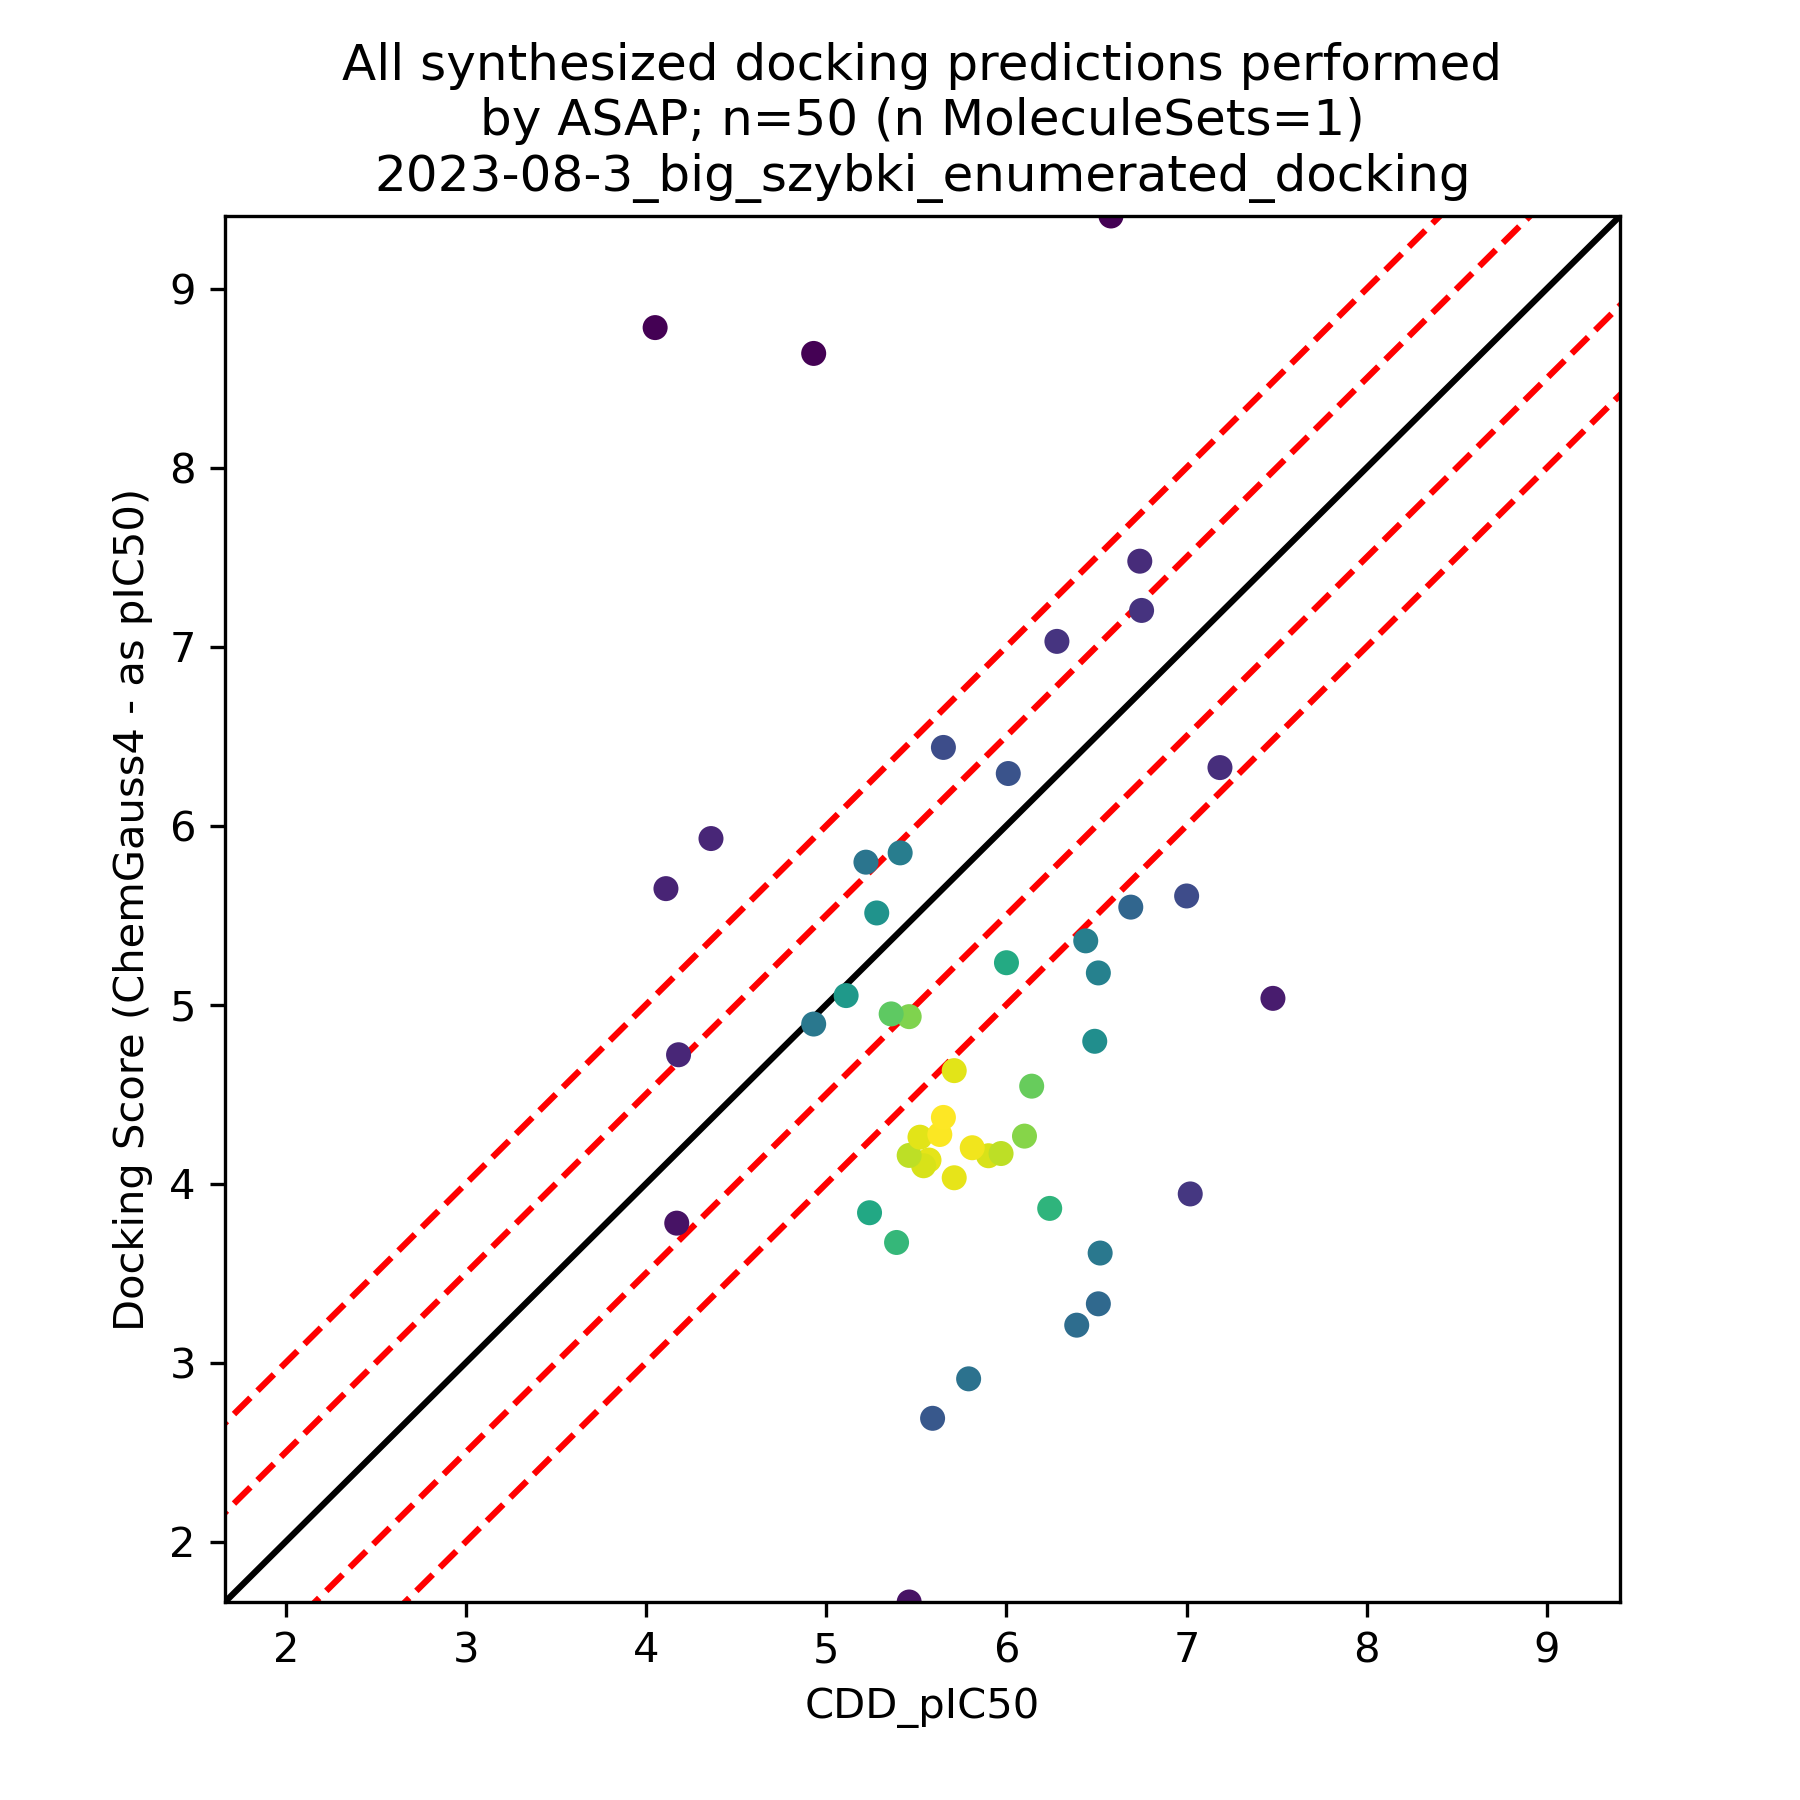 All synthesized docking predictions performed
by ASAP; n=50 (n MoleculeSets=1)
2023-08-3_big_szybki_enumerated_docking
Docking Score (ChemGauss4 - as pIC50)
9
8
7
6
5
4
3
2
2 3 4 5 6 7 8 9
CDD_pIC50